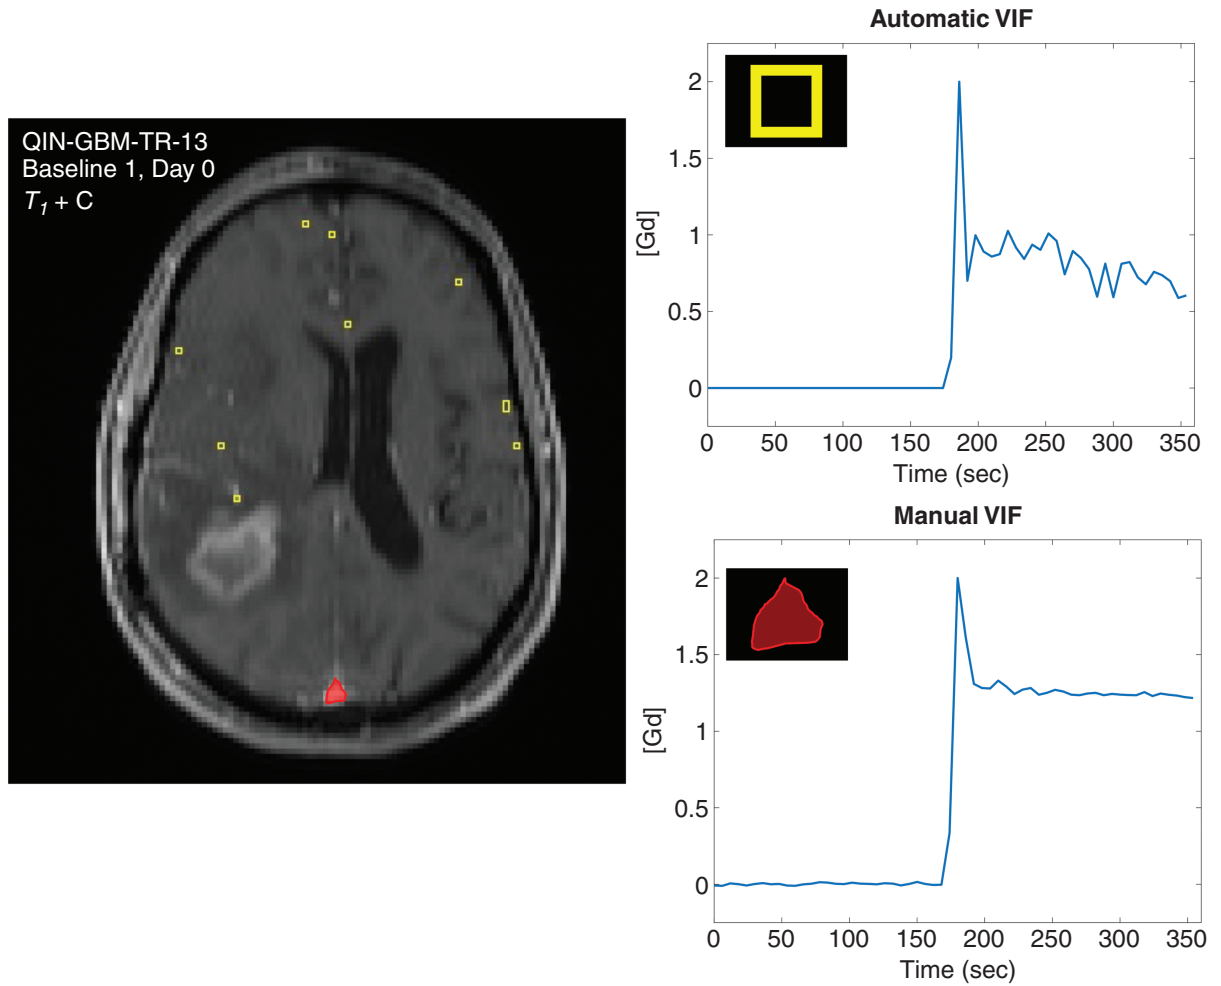 QIN-GBM-TR-13
Baseline 1, Day 0
T1 + C
Automatic VIF
[Gd]
2
1.5
1
0.5
0
0 50 100 150 200 250 300 350
Time (sec)
Manual VIF
[Gd]
2
1.5
1
0.5
0
0 50 100 150 200 250 300 350
Time (sec)